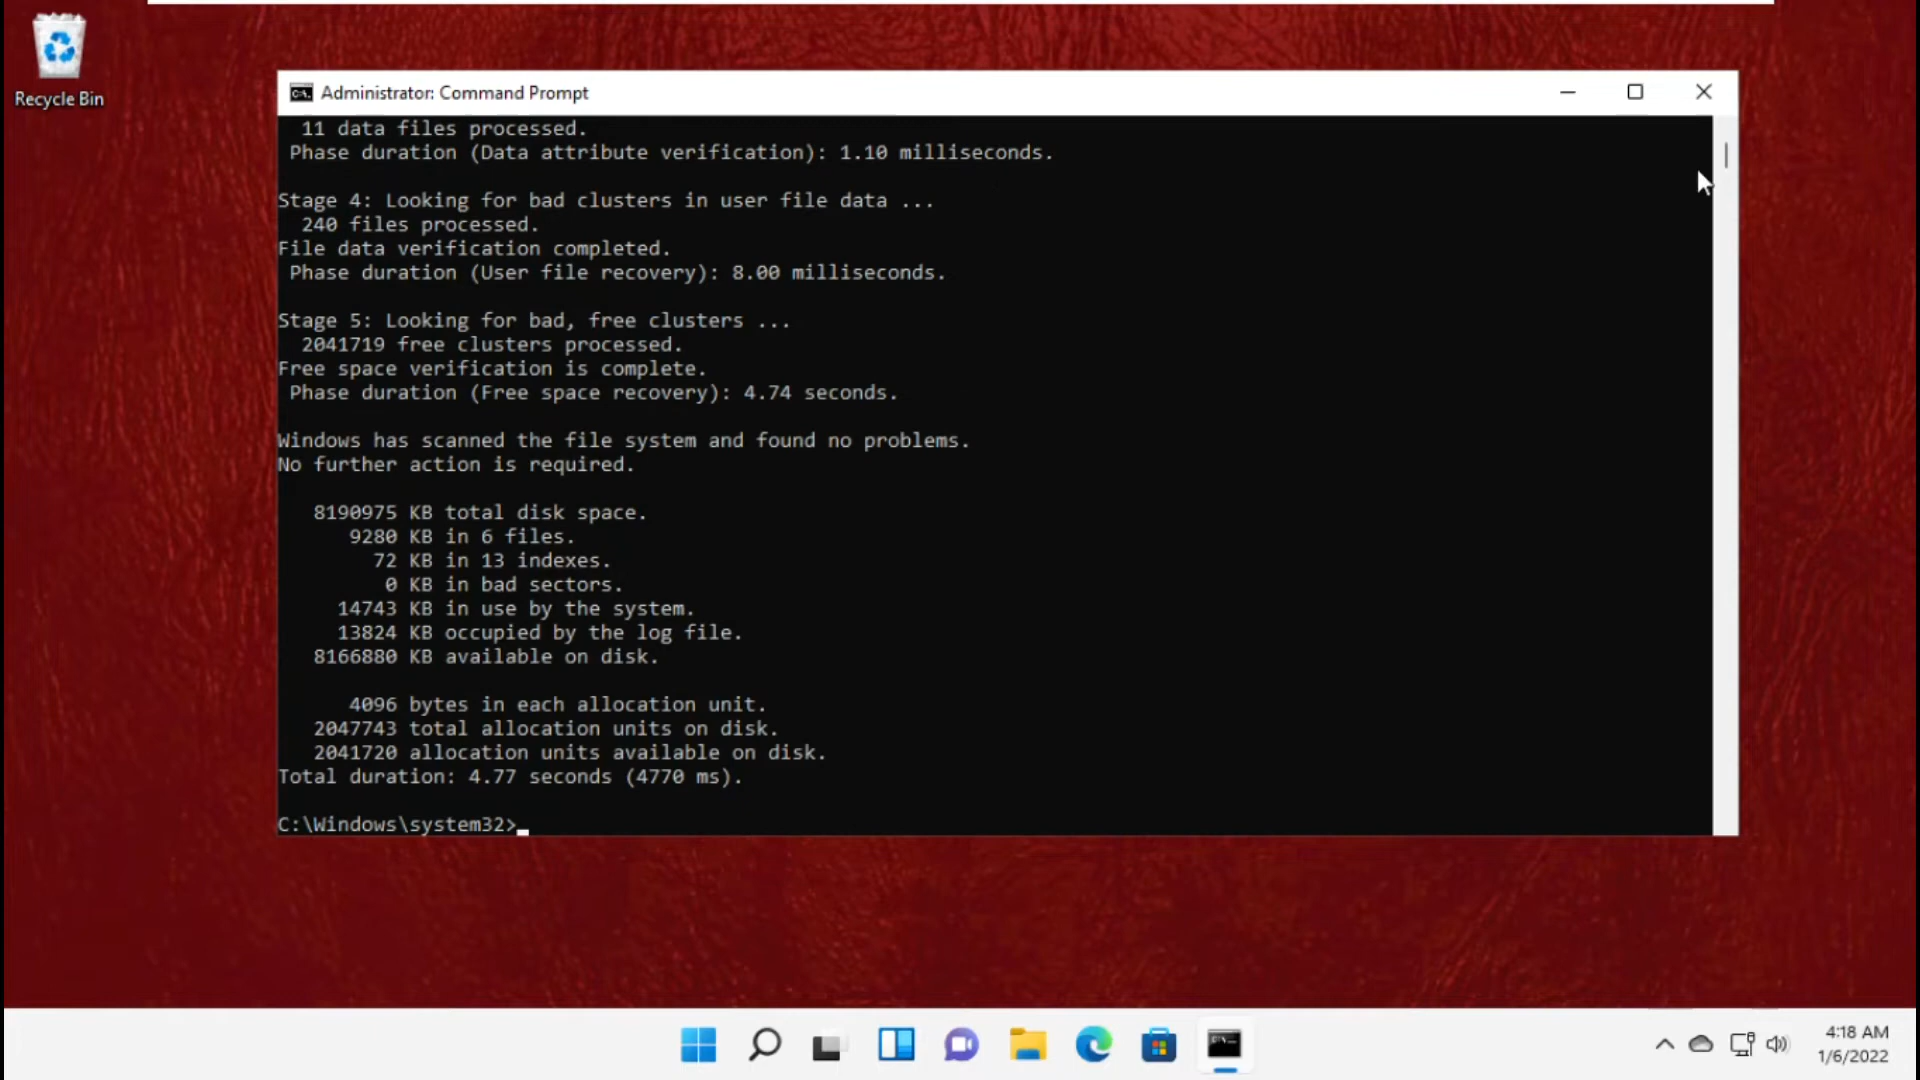 Recycle Bin
Administrator: Command Prompt
11 data files processed.
Phase duration (Data attribute verification): 1.10 milliseconds.
Stage 4: Looking for bad clusters in user file data ...
240 files processed.
File data verification completed.
Phase duration (User file recovery): 8.00 milliseconds.
Stage 5: Looking for bad, free clusters ...
2041719 free clusters processed.
Free space verification is complete.
Phase duration (Free space recovery): 4.74 seconds.
Windows has scanned the file system and found no problems.
No further action is required.
8190975 KB total disk space.
9280 KB in 6 files.
72 KB in 13 indexes.
0 KB in bad sectors.
14743 KB in use by the system.
13824 KB occupied by the log file.
8166880 KB available on disk.
4096 bytes in each allocation unit.
2047743 total allocation units on disk.
2041720 allocation units available on disk.
Total duration: 4.77 seconds (4770 ms).
C:\Windows\system32>
4:18 AM
1/6/2022